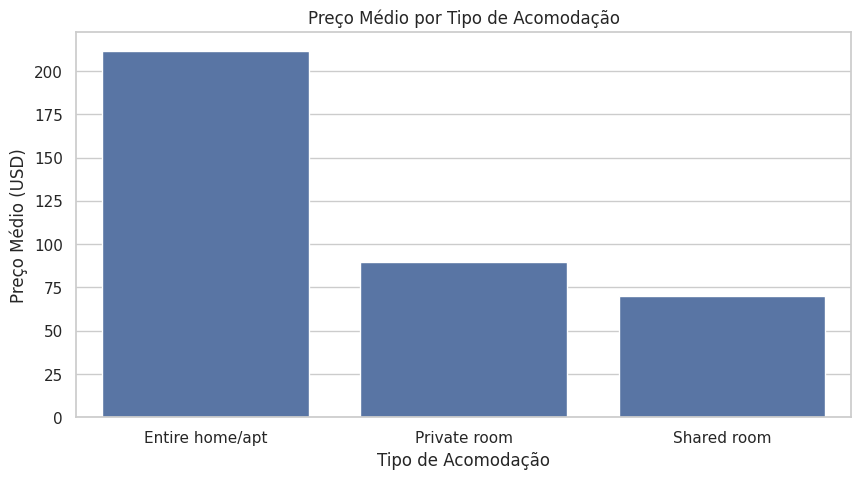 Preço Médio por Tipo de Acomodação
Preço Médio (USD)
200
175
150
125
100
75
50
25
0
Entire home/apt
Private room
Shared room
Tipo de Acomodação